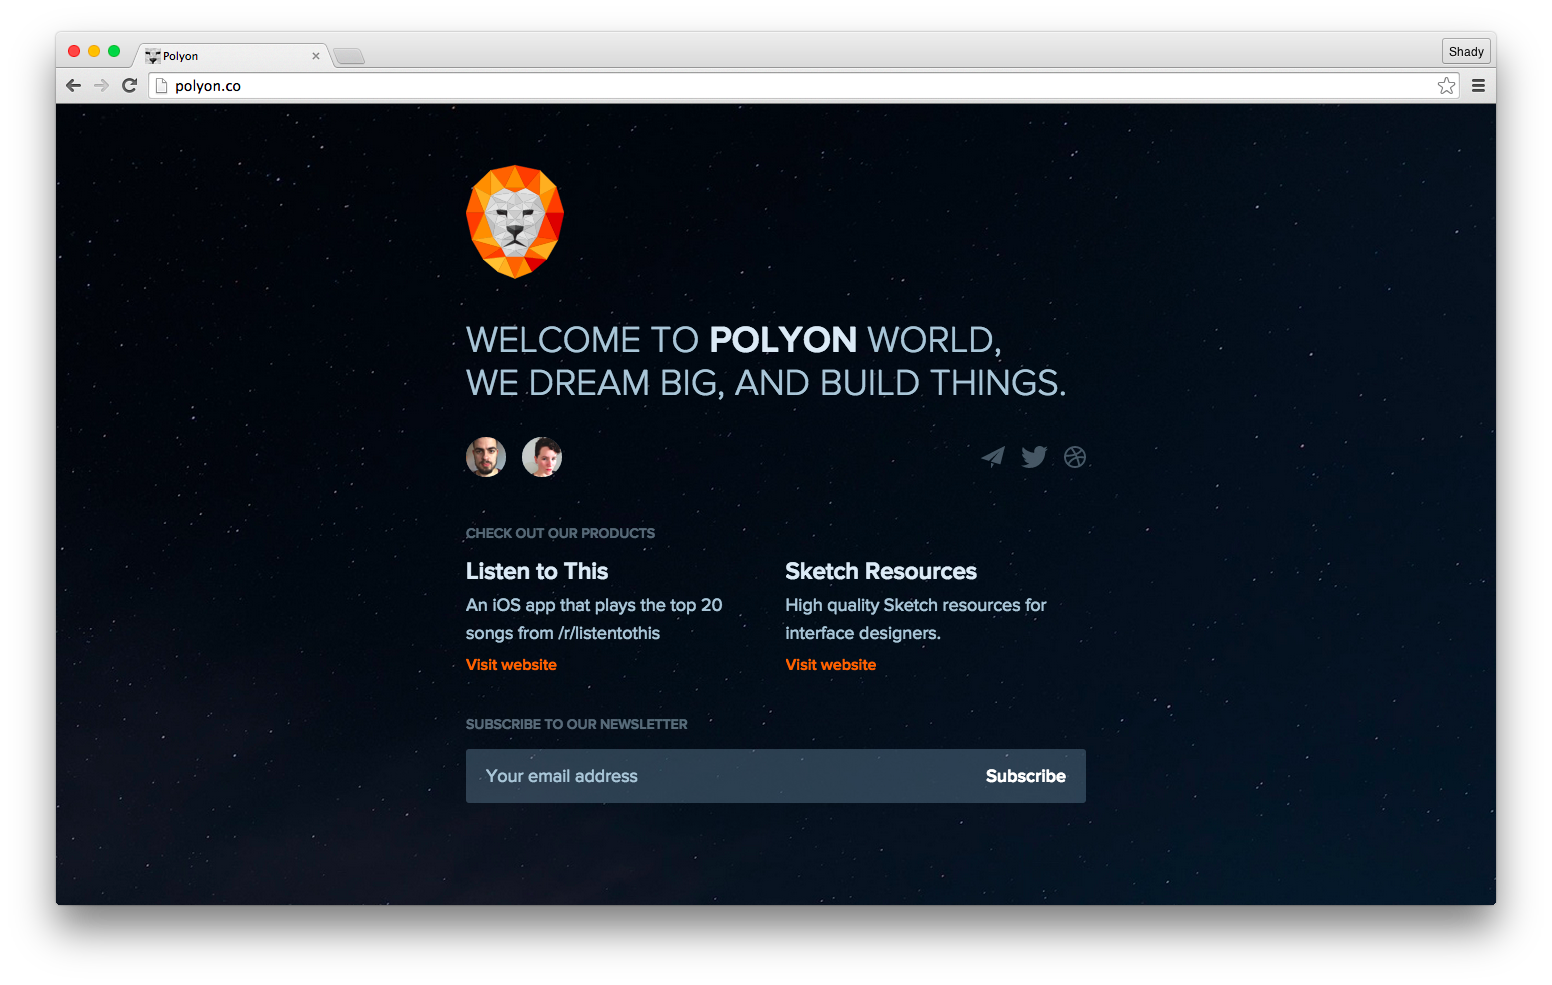 Polyon
Shady
polyon.co
WELCOME TO POLYON WORLD,
WE DREAM BIG, AND BUILD THINGS.
CHECK OUT OUR PRODUCTS
Listen to This
An iOS app that plays the top 20
songs from /r/listentothis
Visit website
Sketch Resources
High quality Sketch resources for
interface designers.
Visit website
SUBSCRIBE TO OUR NEWSLETTER
Your email address
Subscribe